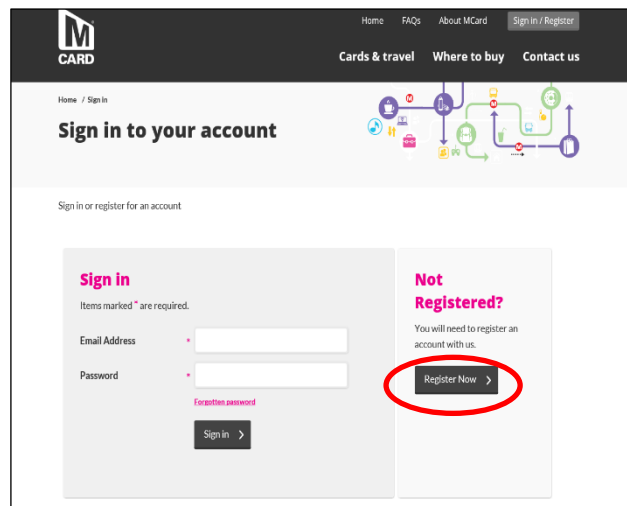 M
CARD
Home FAQs About MCard Sign in / Register
Cards & travel Where to buy Contact us
Home / Sign in
Sign in to your account
Sign in or register for an account
Sign in
Items marked * are required.
Email Address *
Password *
Forgotten password
Sign in
Not
Registered?
You will need to register an
account with us.
Register Now